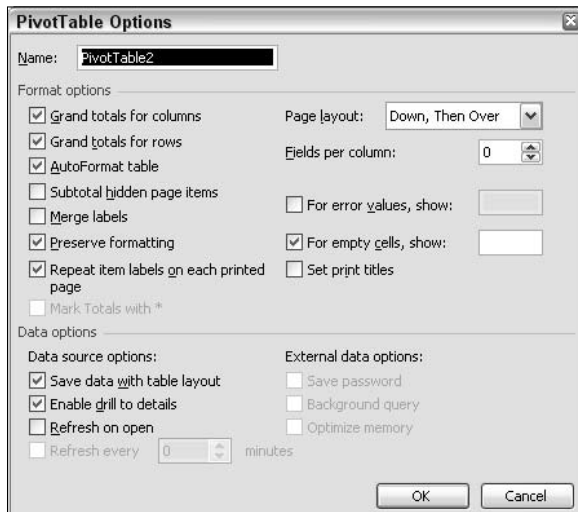 PivotTable Options
Name: PivotTable2
Format options
Grand totals for columns
Grand totals for rows
AutoFormat table
Subtotal hidden page items
Merge labels
Preserve formatting
Repeat item labels on each printed
page
Mark Totals with *
Page layout: Down, Then Over
Fields per column: 0
For error values, show:
For empty cells, show:
Set print titles
Data options
Data source options:
Save data with table layout
Enable drill to details
Refresh on open
Refresh every 0 minutes
External data options:
Save password
Background query
Optimize memory
OK
Cancel